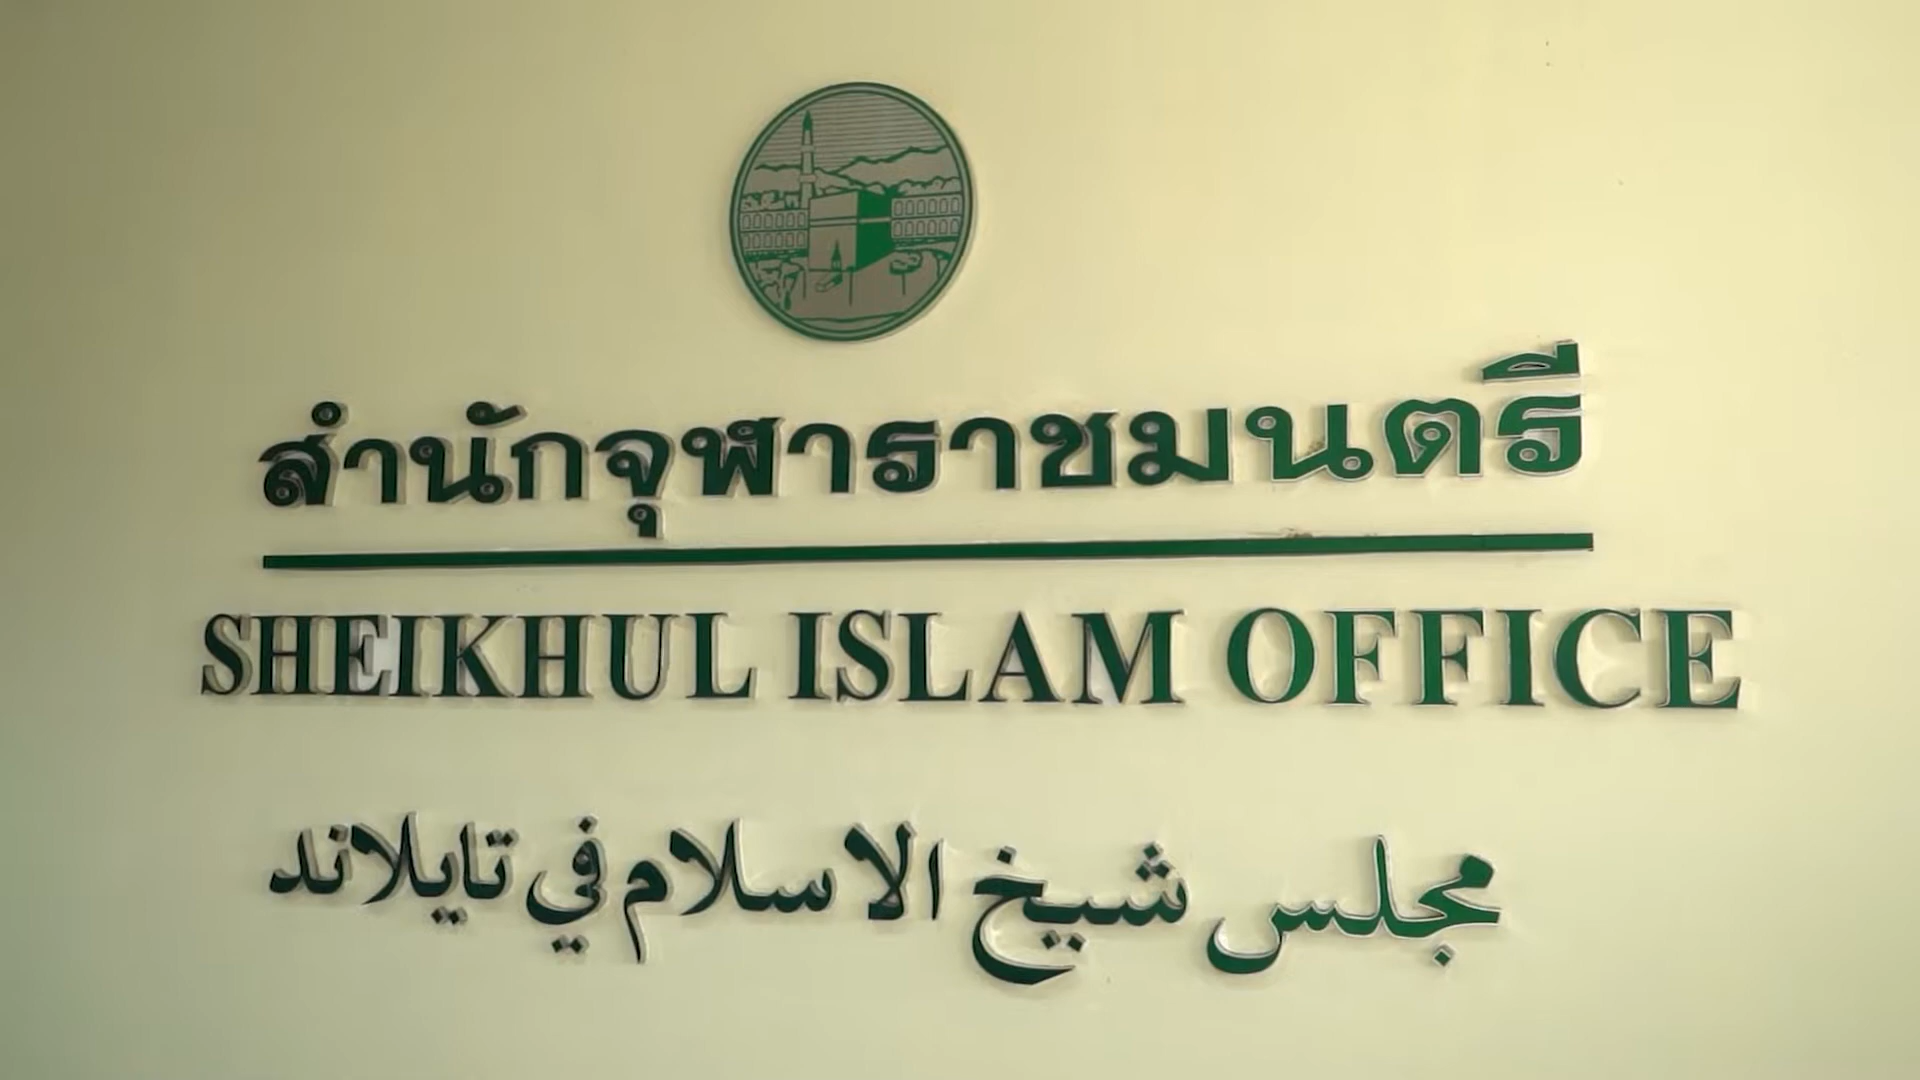 สำนักจุฬาราชมนตรี
SHEIKHUL ISLAM OFFICE
مجلس شيخ الاسلام في تايلاند